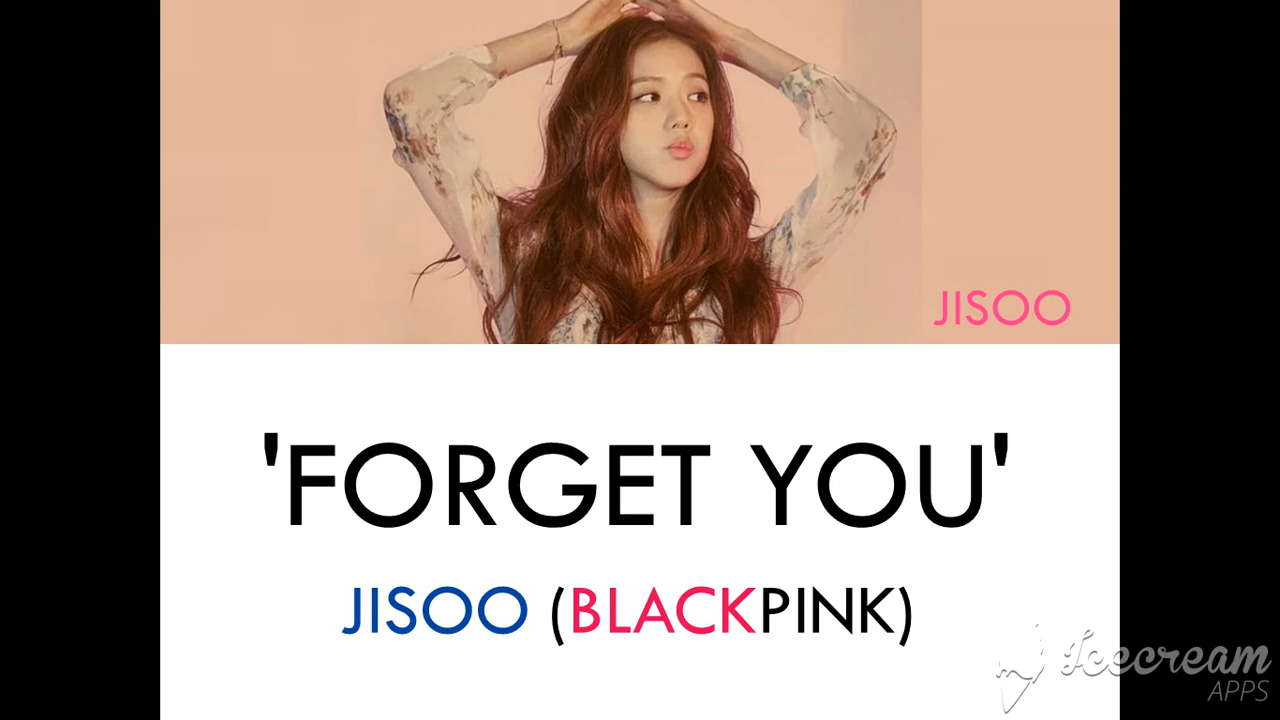 JISOO
'FORGET YOU'
JISOO (BLACKPINK)
Icecream
APPS